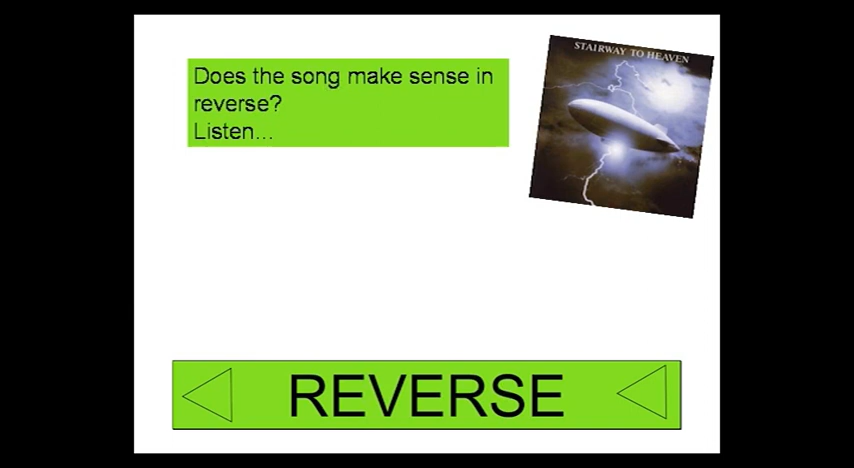 Does the song make sense in
reverse?
Listen...
STAIRWAY TO HEAVEN
REVERSE